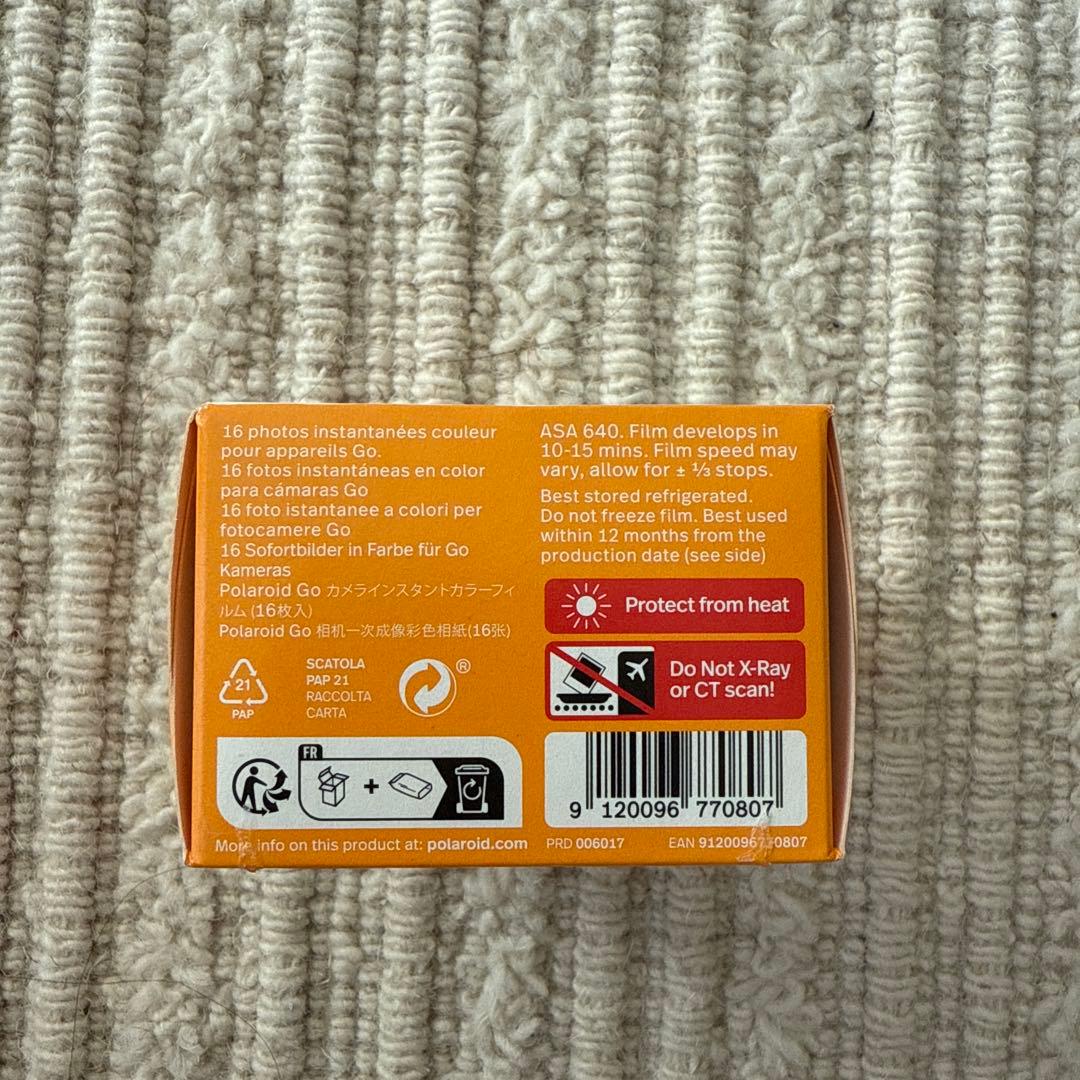 16 photos instantanées couleur
pour appareils Go.
16 fotos instantáneas en color
para cámaras Go
16 foto istantanee a colori per
fotocamere Go
16 Sofortbilder in Farbe für Go
Kameras
Polaroid Go カメラインスタントカラーフィ
ルム (16枚入)
Polaroid Go 相机一次成像彩色相紙(16张)
21
PAP
SCATOLA
PAP 21
RACCOLTA
CARTA
®
FR
+
More info on this product at: polaroid.com
ASA 640. Film develops in
10-15 mins. Film speed may
vary, allow for ± ⅓ stops.
Best stored refrigerated.
Do not freeze film. Best used
within 12 months from the
production date (see side)
Protect from heat
Do Not X-Ray
or CT scan!
9 120096 770807
PRD 006017 EAN 9120096770807